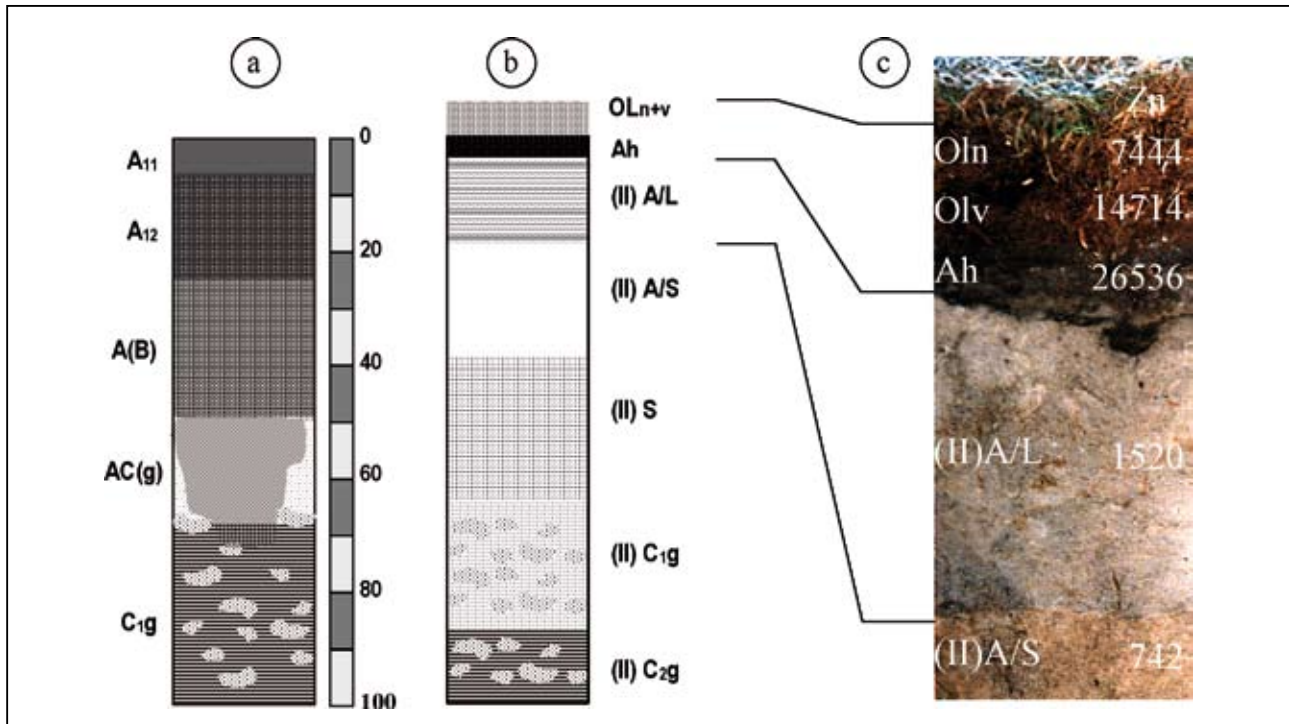 a
b
c
A11
A12
A(B)
AC(g)
C1g
0
20
40
60
80
100
OLn+v
Ah
(II) A/L
(II) A/S
(II) S
(II) C1g
(II) C2g
Zn
Oln 7444
Olv 14714
Ah 26536
(II)A/L 1520
(II)A/S 742